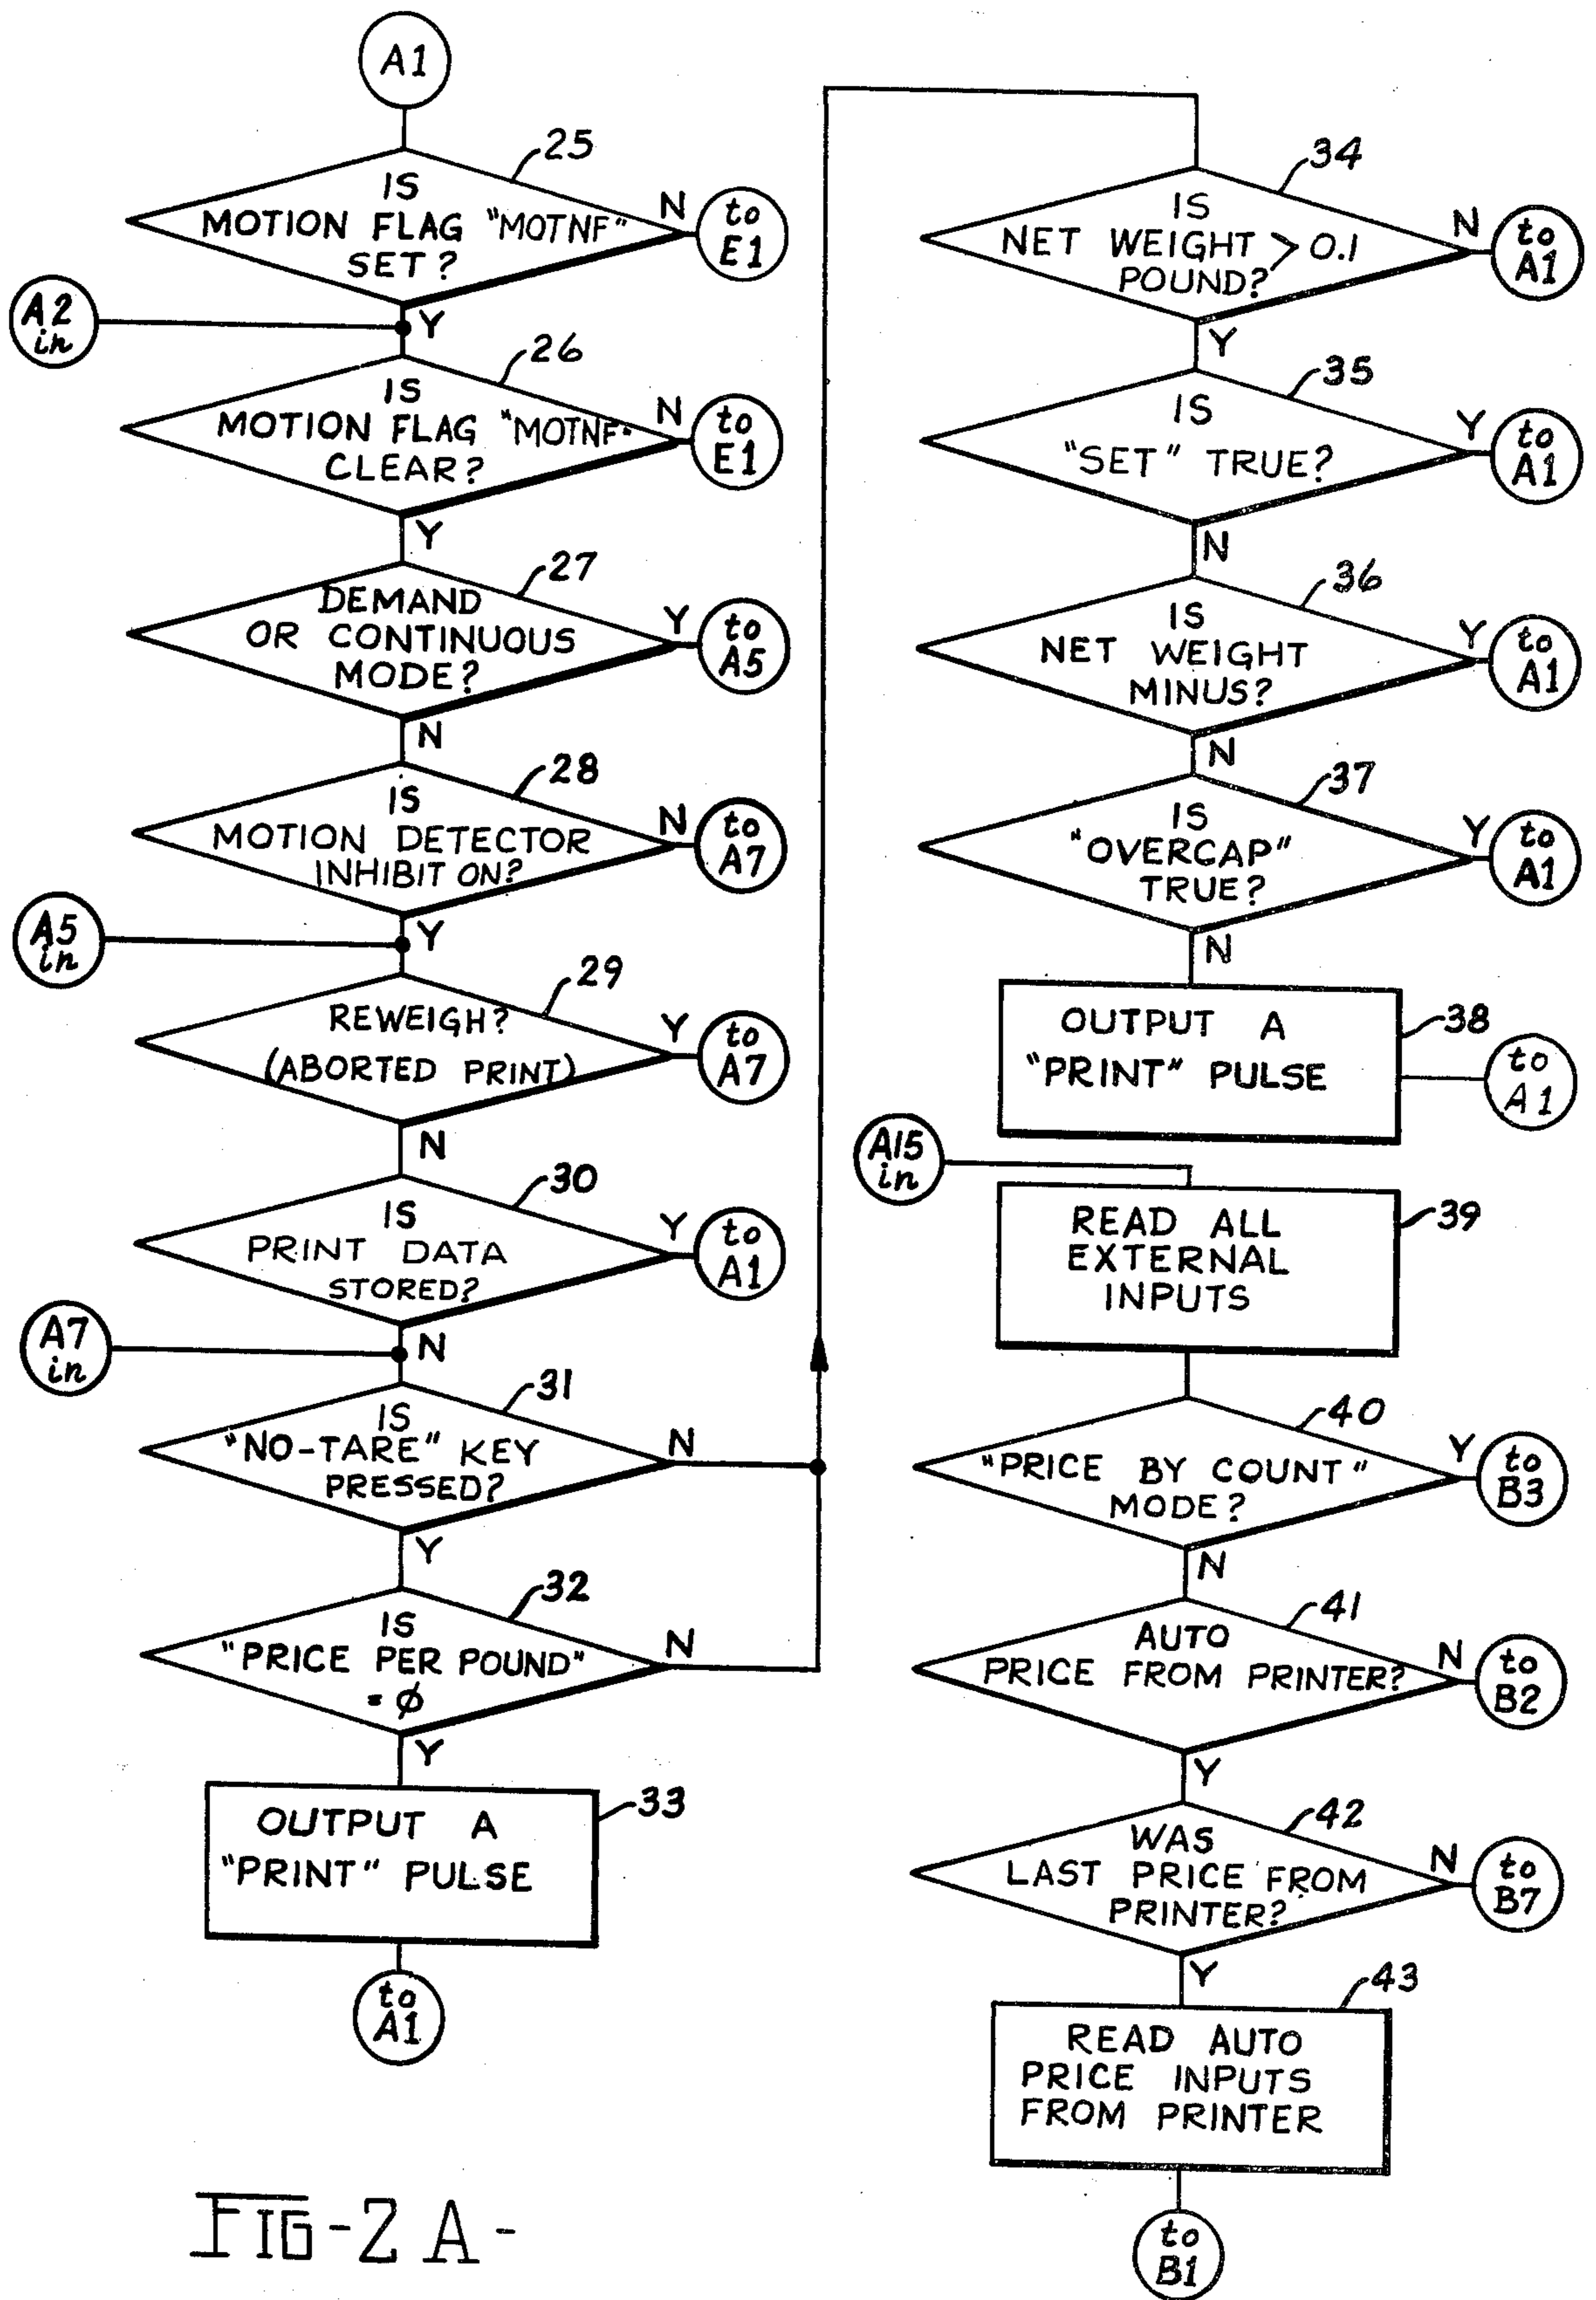 A1
25
IS
MOTION FLAG "MOTNF"
SET?
N
to
E1
A2
in
Y
26
IS
MOTION FLAG "MOTNF"
CLEAR?
N
to
E1
Y
27
DEMAND
OR CONTINUOUS
MODE?
Y
to
A5
N
28
IS
MOTION DETECTOR
INHIBIT ON?
N
to
A7
A5
in
Y
29
REWEIGH?
(ABORTED PRINT)
Y
to
A7
N
30
IS
PRINT DATA
STORED?
Y
to
A1
A7
in
N
31
IS
"NO-TARE" KEY
PRESSED?
N
Y
32
IS
"PRICE PER POUND"
= ϕ
N
Y
33
OUTPUT A
"PRINT" PULSE
to
A1
34
IS
NET WEIGHT > 0.1
POUND?
N
to
A1
Y
35
IS
"SET" TRUE?
Y
to
A1
N
36
IS
NET WEIGHT
MINUS?
Y
to
A1
N
37
IS
"OVERCAP"
TRUE?
Y
to
A1
N
OUTPUT A
"PRINT" PULSE
38
to
A1
A15
in
READ ALL
EXTERNAL
INPUTS
39
40
"PRICE BY COUNT"
MODE?
Y
to
B3
N
41
AUTO
PRICE FROM PRINTER?
N
to
B2
Y
42
WAS
LAST PRICE FROM
PRINTER?
N
to
B7
Y
43
READ AUTO
PRICE INPUTS
FROM PRINTER
to
B1
FIG-2A-